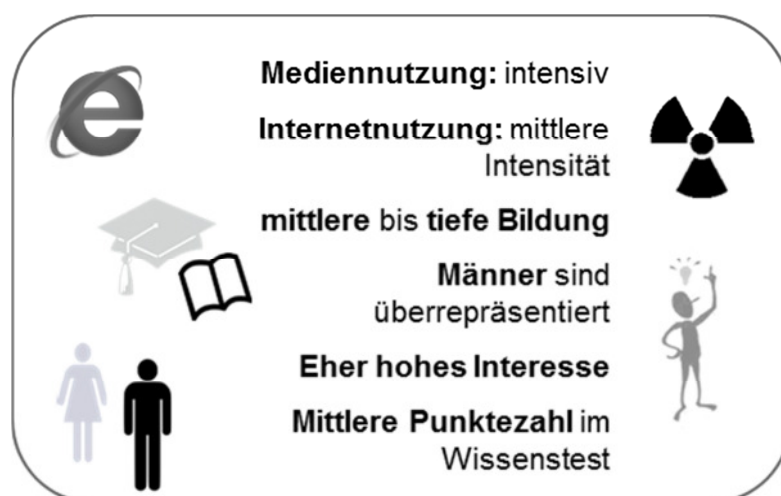 Mediennutzung: intensiv
Internetnutzung: mittlere
Intensität
mittlere bis tiefe Bildung
Männer sind
überrepräsentiert
Eher hohes Interesse
Mittlere Punktezahl im
Wissenstest